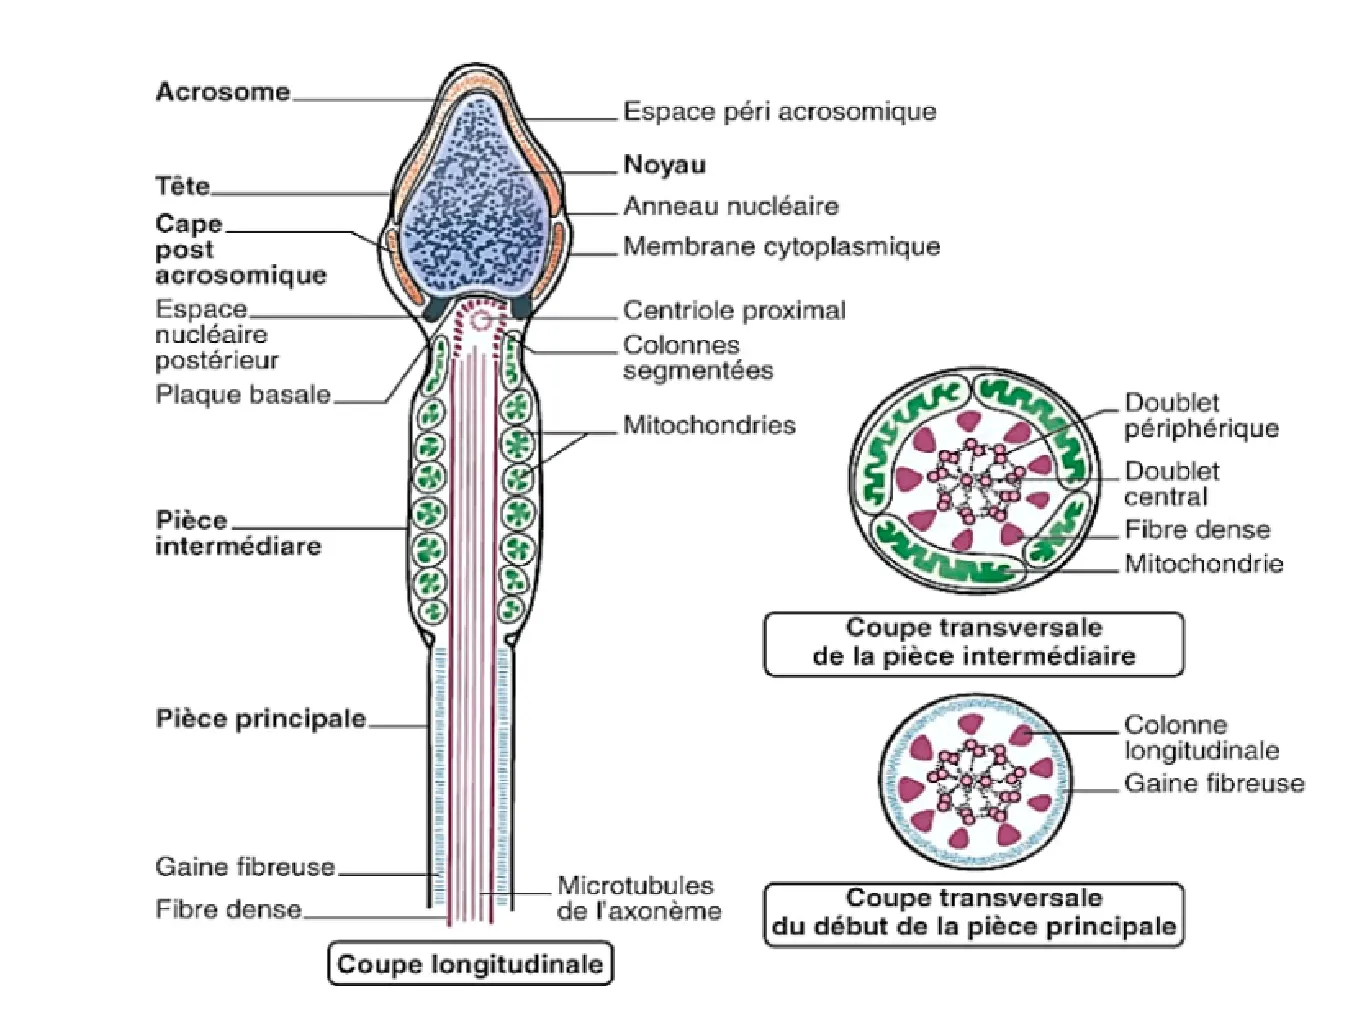 Acrosome
Tête
Cape
post
acrosomique
Espace
nucléaire
postérieur
Plaque basale
Pièce
intermédiare
Pièce principale
Gaine fibreuse
Fibre dense
Espace péri acrosomique
Noyau
Anneau nucléaire
Membrane cytoplasmique
Centriole proximal
Colonnes
segmentées
Mitochondries
Microtubules
de l'axonème
Coupe longitudinale
Doublet
périphérique
Doublet
central
Fibre dense
Mitochondrie
Coupe transversale
de la pièce intermédiaire
Colonne
longitudinale
Gaine fibreuse
Coupe transversale
du début de la pièce principale